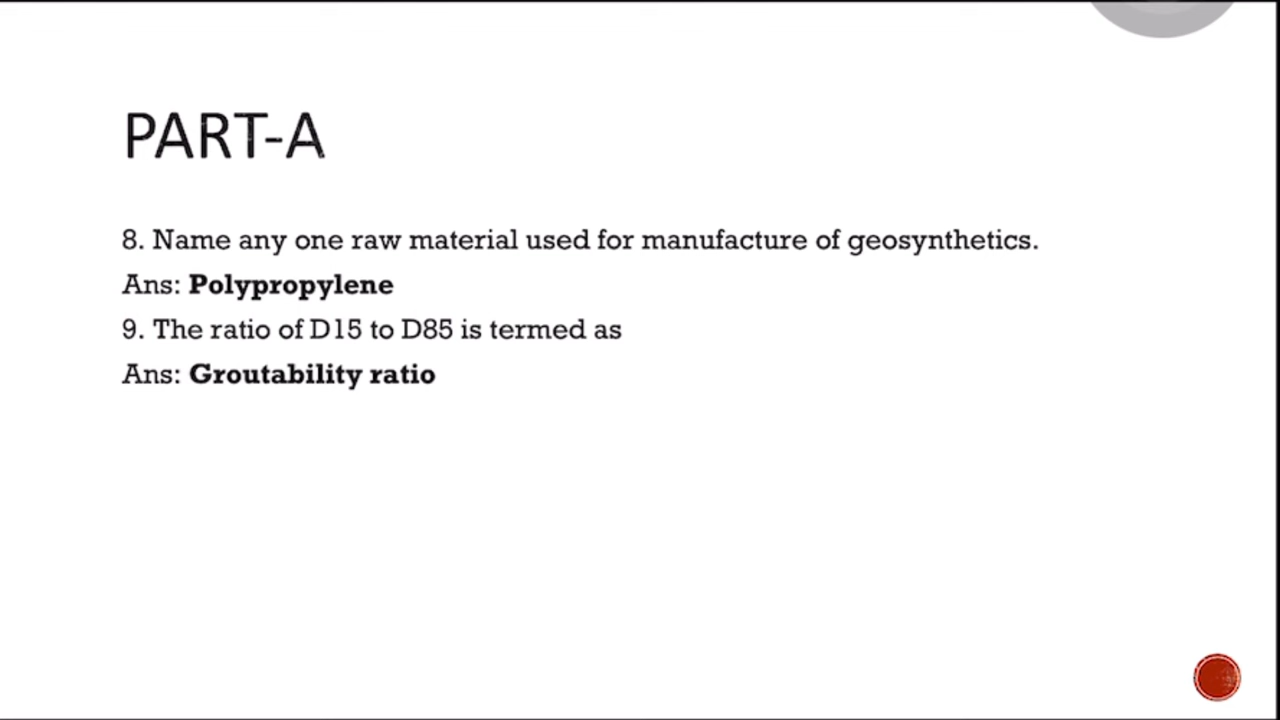 PART-A
8. Name any one raw material used for manufacture of geosynthetics.
Ans: Polypropylene
9. The ratio of D15 to D85 is termed as
Ans: Groutability ratio